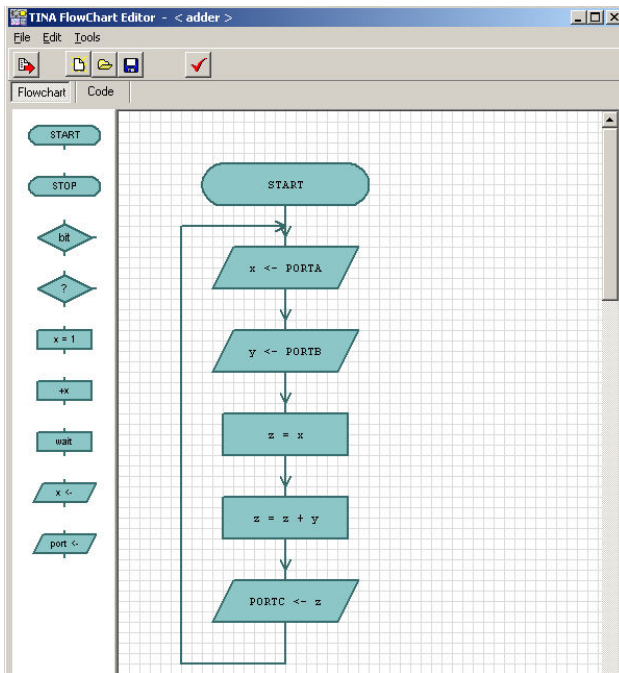 TINA FlowChart Editor - < adder >
File Edit Tools
Flowchart Code
START
STOP
bit
?
x = 1
+x
wait
x <-
port <-
START
x <- PORTA
y <- PORTB
z = x
z = z + y
PORTC <- z